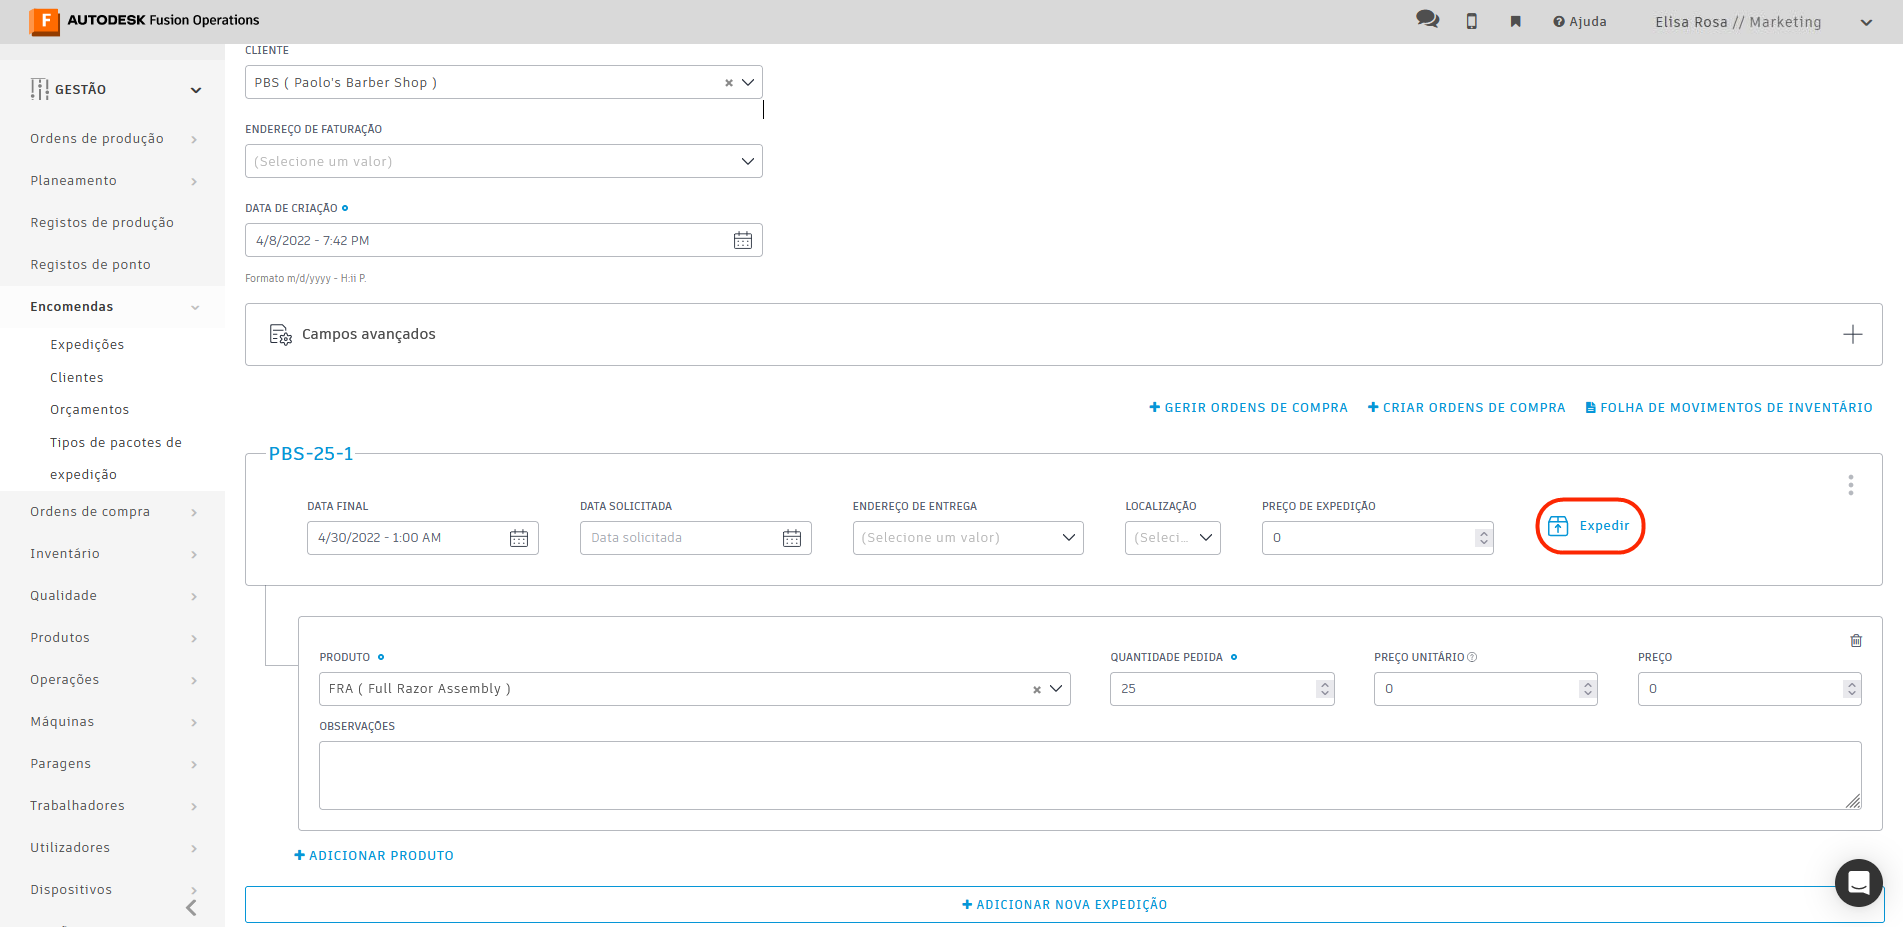 AUTODESK Fusion Operations
Ajuda
Elisa Rosa // Marketing
GESTÃO
Ordens de produção
Planeamento
Registos de produção
Registos de ponto
Encomendas
Expedições
Clientes
Orçamentos
Tipos de pacotes de
expedição
Ordens de compra
Inventário
Qualidade
Produtos
Operações
Máquinas
Paragens
Trabalhadores
Utilizadores
Dispositivos
CLIENTE
PBS ( Paolo's Barber Shop )
ENDEREÇO DE FATURAÇÃO
(Selecione um valor)
DATA DE CRIAÇÃO
4/8/2022 - 7:42 PM
Formato m/d/yyyy - H:ii P.
Campos avançados
GERIR ORDENS DE COMPRA
CRIAR ORDENS DE COMPRA
FOLHA DE MOVIMENTOS DE INVENTÁRIO
PBS-25-1
DATA FINAL
4/30/2022 - 1:00 AM
DATA SOLICITADA
Data solicitada
ENDEREÇO DE ENTREGA
(Selecione um valor)
LOCALIZAÇÃO
(Seleci...
PREÇO DE EXPEDIÇÃO
0
Expedir
PRODUTO
FRA ( Full Razor Assembly )
QUANTIDADE PEDIDA
25
PREÇO UNITÁRIO
0
PREÇO
0
OBSERVAÇÕES
ADICIONAR PRODUTO
ADICIONAR NOVA EXPEDIÇÃO